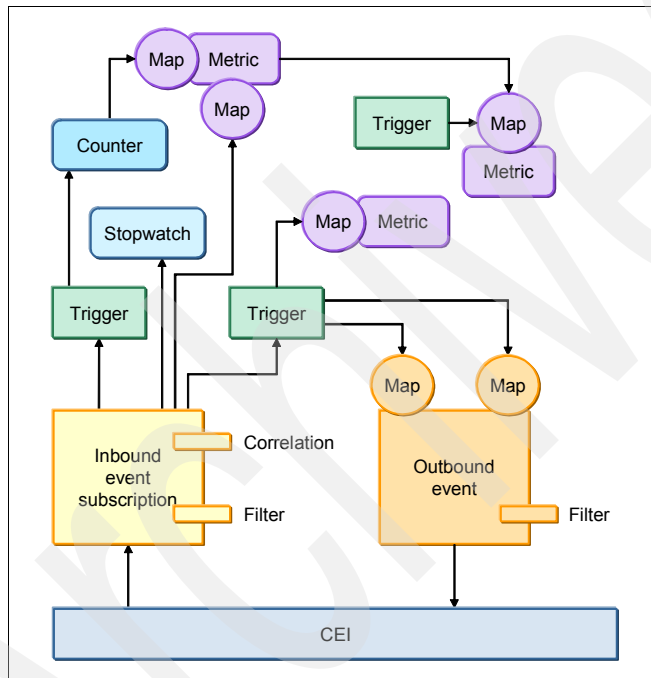 Map
Metric
Map
Trigger
Map
Metric
Counter
Map
Metric
Stopwatch
Trigger
Trigger
Map
Map
Inbound
event
subscription
Correlation
Filter
Outbound
event
Filter
CEI